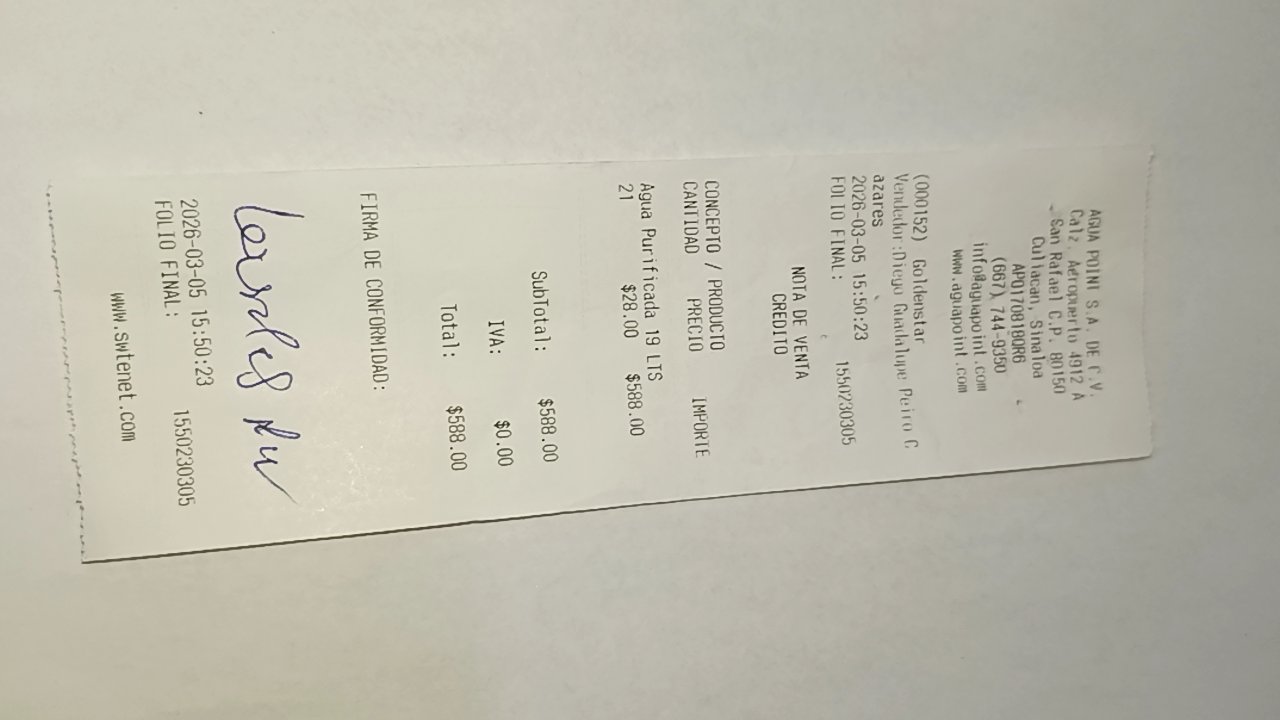 AGUA POINT S.A. DE C.V.
Calz. Aeropuerto 4912 A
San Rafael C.P. 80150
Culiacan, Sinaloa
APO1708180R6
(667) 744-9350
info@aguapoint.com
www.aguapoint.com
(000152) Goldenstar
Vendedor:Diego Guadalupe Peiro C
azares
2026-03-05 15:50:23
FOLIO FINAL: 1550230305
NOTA DE VENTA
CREDITO
CONCEPTO / PRODUCTO
CANTIDAD PRECIO IMPORTE
Agua Purificada 19 LTS
21 $28.00 $588.00
SubTotal: $588.00
IVA: $0.00
Total: $588.00
FIRMA DE CONFORMIDAD:
2026-03-05 15:50:23
FOLIO FINAL: 1550230305
www.swtenet.com